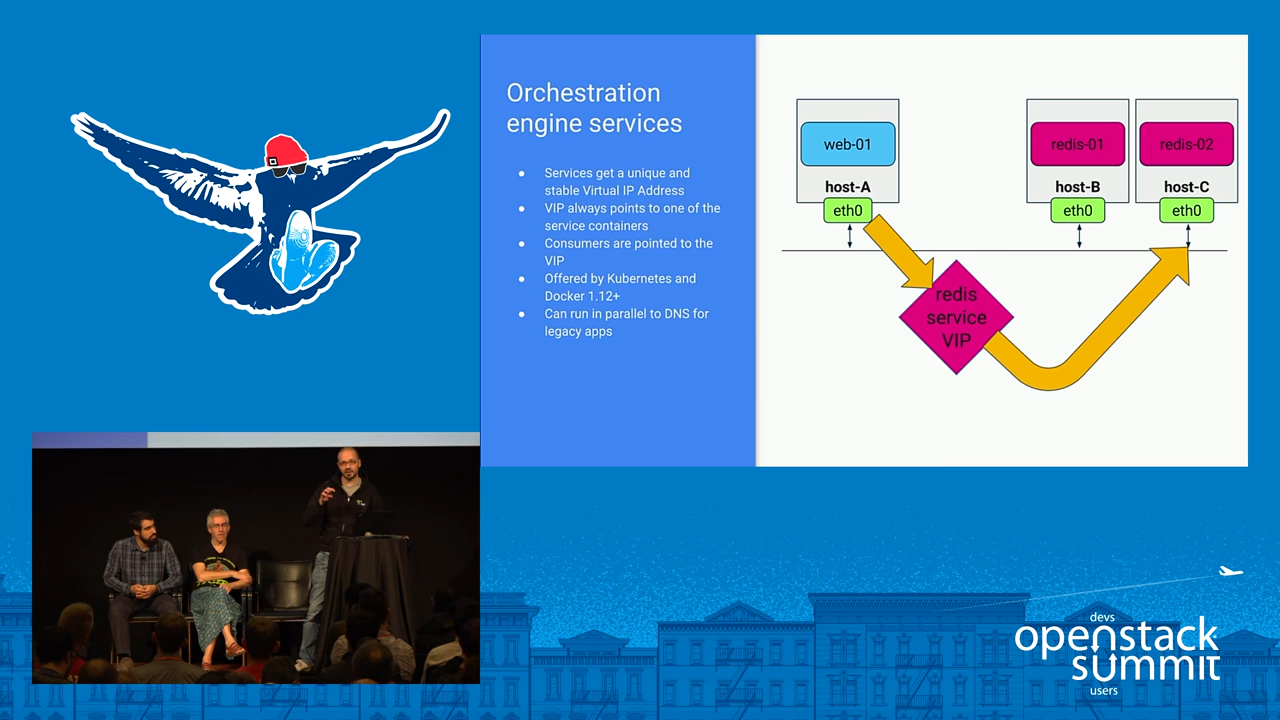 Orchestration
engine services
● Services get a unique and
stable Virtual IP Address
● VIP always points to one of the
service containers
● Consumers are pointed to the
VIP
● Offered by Kubernetes and
Docker 1.12+
● Can run in parallel to DNS for
legacy apps
web-01
host-A
eth0
redis-01
host-B
eth0
redis-02
host-C
eth0
redis
service
VIP
devs
openstack
summit
users